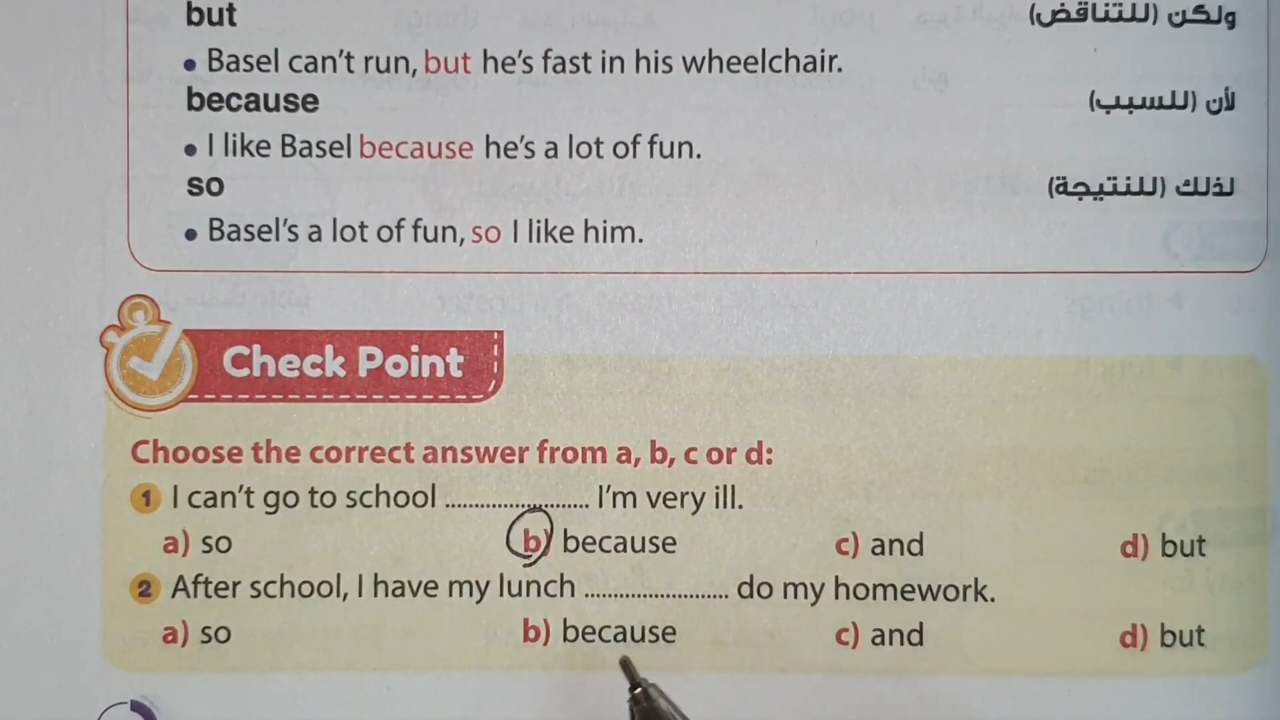 but ولكن (للتناقض)
• Basel can't run, but he's fast in his wheelchair.
because لأن (للسبب)
• I like Basel because he's a lot of fun.
so لذلك (للنتيجة)
• Basel's a lot of fun, so I like him.
Check Point
Choose the correct answer from a, b, c or d:
1 I can't go to school ........................ I'm very ill.
a) so b) because c) and d) but
2 After school, I have my lunch ........................ do my homework.
a) so b) because c) and d) but